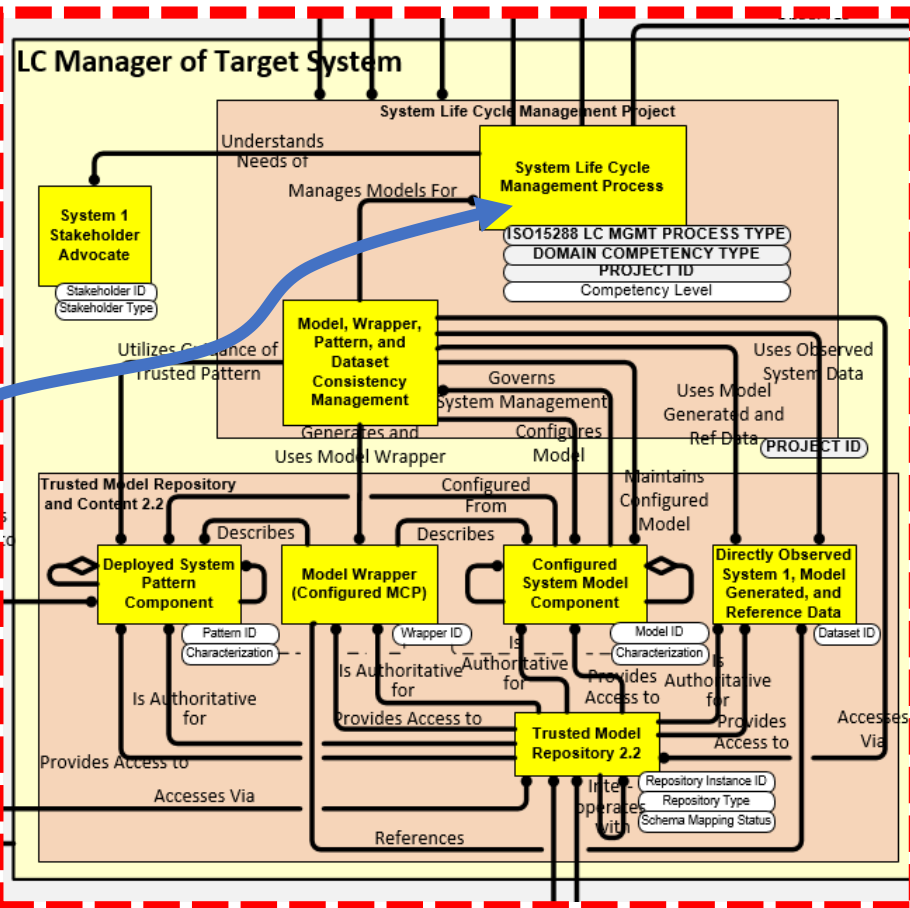 LC Manager of Target System
System Life Cycle Management Project
Understands
Needs of
System Life Cycle
Management Process
Manages Models For
System 1
Stakeholder
Advocate
ISO15288 LC MGMT PROCESS TYPE
DOMAIN COMPETENCY TYPE
PROJECT ID
Competency Level
Stakeholder ID
Stakeholder Type
Model, Wrapper,
Pattern, and
Dataset
Consistency
Management
Utilizes Guidance of
Trusted Pattern
Uses Observed
System Data
Governs
System Management
Uses Model
Generated and
Ref Data
Generates and
Uses Model Wrapper
Configures
Model
PROJECT ID
Maintains
Configured
Model
Trusted Model Repository
and Content 2.2
Configured
From
Describes
Describes
Deployed System
Pattern
Component
Model Wrapper
(Configured MCP)
Configured
System Model
Component
Directly Observed
System 1, Model
Generated, and
Reference Data
Pattern ID
Characterization
Wrapper ID
Model ID
Characterization
Dataset ID
Is Authoritative
for
Is Authoritative
for
Is
Authoritative
for
Provides
Access to
Is
Authoritative
for
Provides Access to
Provides
Access to
Accesses
Via
Trusted Model
Repository 2.2
Provides Access to
Accesses Via
Repository Instance ID
Repository Type
Schema Mapping Status
Inter-
operates
with
References